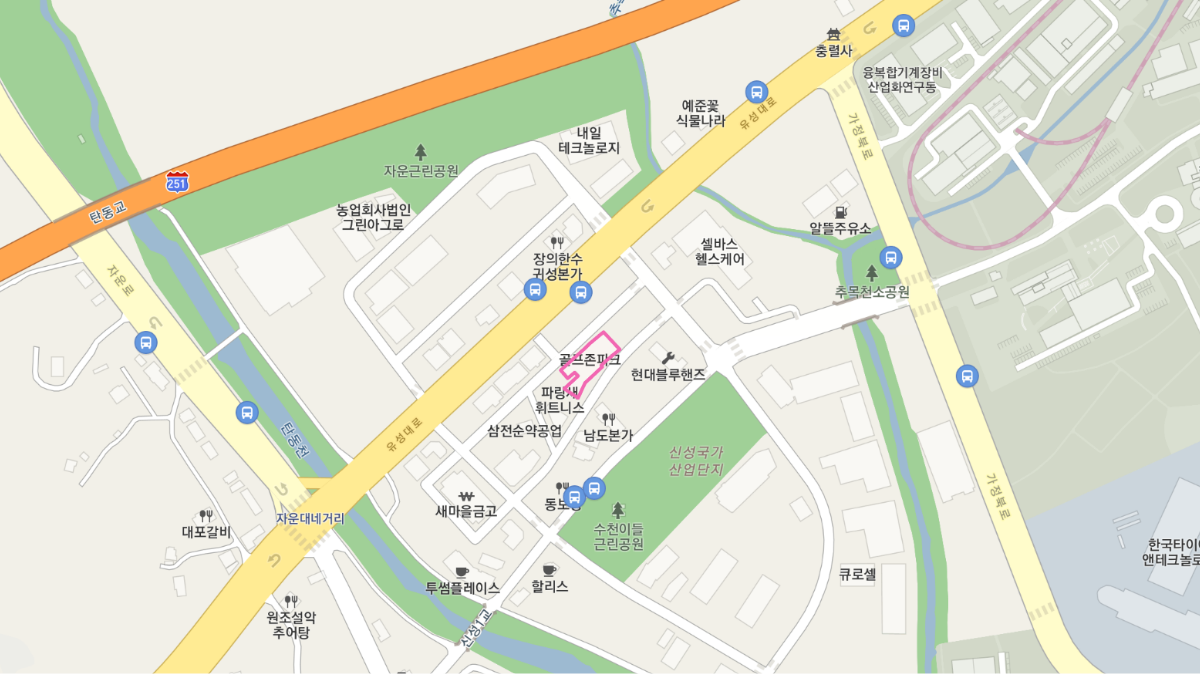 충렬사
융복합기계장비
산업화연구동
예준꽃
식물나라
유성대로
가정북로
내일
테크놀로지
자운근린공원
251
탄동교
농업회사법인
그린아그로
알뜰주유소
장의한수
귀성본가
셀바스
헬스케어
자운로
추목천소공원
골프존파크
현대블루핸즈
파랑새
휘트니스
유성대로
삼전순약공업
남도본가
탄동천
신성국가
산업단지
가정북로
₩
새마을금고
동보성
자운대네거리
수천이들
근린공원
대포갈비
한국타이어
앤테크놀로
큐로셀
투썸플레이스
할리스
원조설악
추어탕
신성1교